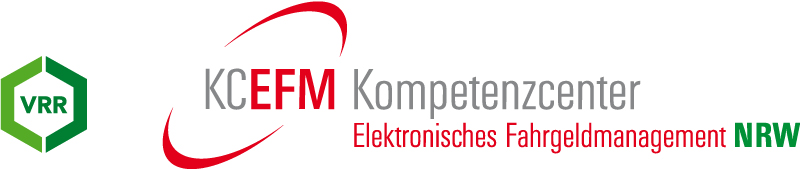 VRR
KCEFM Kompetenzcenter
Elektronisches Fahrgeldmanagement NRW